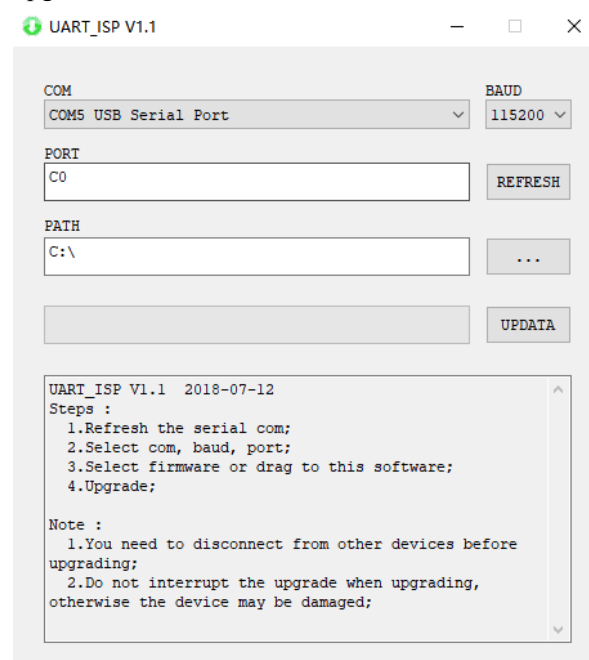 UART_ISP V1.1
COM
BAUD
COM5 USB Serial Port
115200
PORT
C0
REFRESH
PATH
C:\
...
UPDATA
UART_ISP V1.1  2018-07-12
Steps :
1.Refresh the serial com;
2.Select com, baud, port;
3.Select firmware or drag to this software;
4.Upgrade;
Note :
1.You need to disconnect from other devices before
upgrading;
2.Do not interrupt the upgrade when upgrading,
otherwise the device may be damaged;